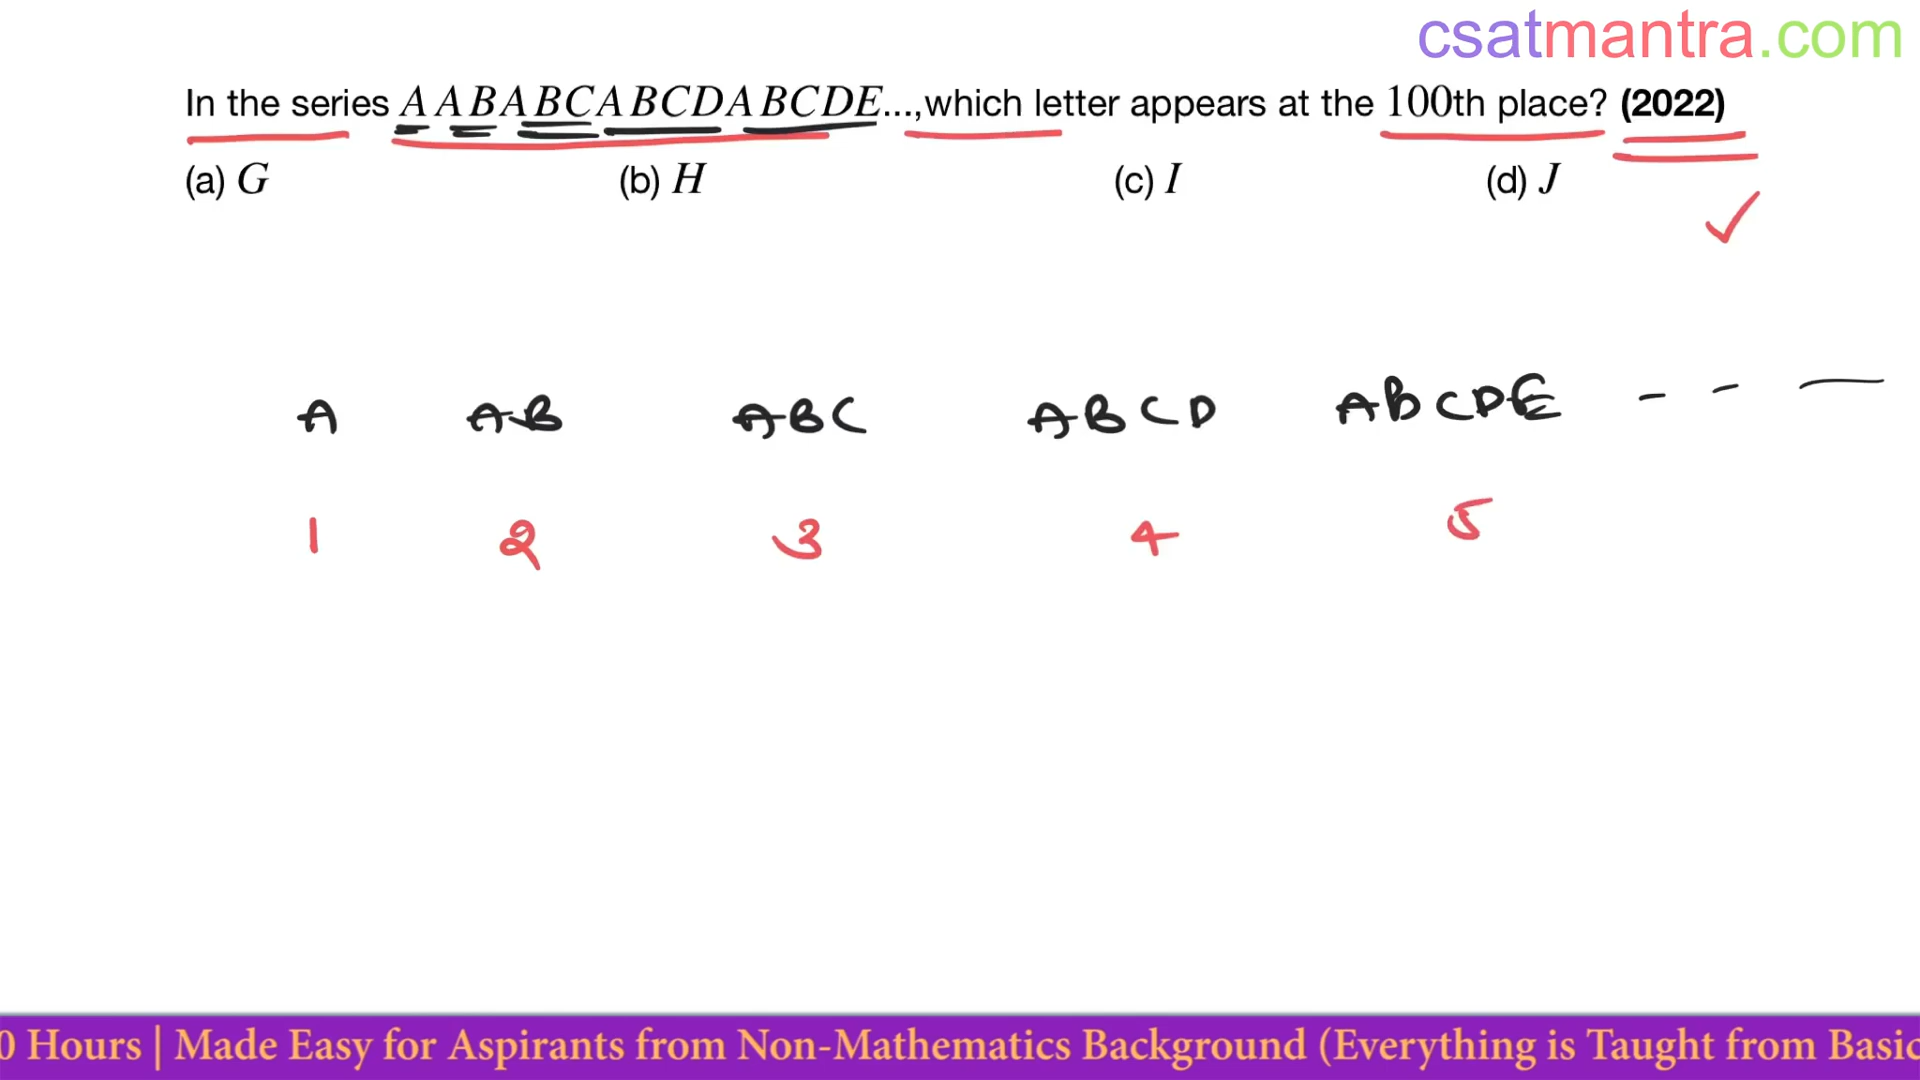 csatmantra.com
In the series AABABCABCDABCDE...,which letter appears at the 100th place? (2022)
(a) G (b) H (c) I (d) J
A AB ABC ABCD ABCDE - - —
1 2 3 4 5
0 Hours | Made Easy for Aspirants from Non-Mathematics Background (Everything is Taught from Basic